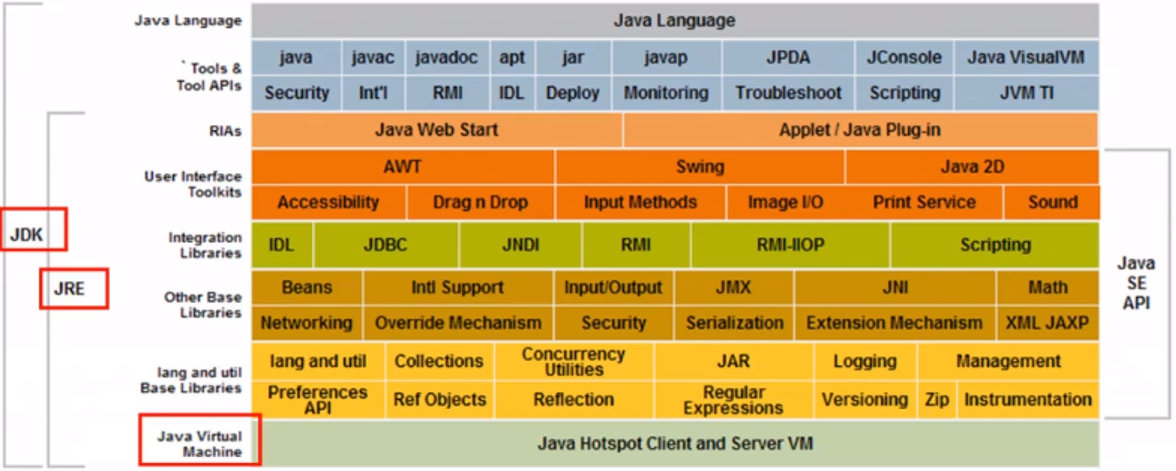 Java Language
Java Language
` Tools &
Tool APIs
java javac javadoc apt jar javap JPDA JConsole Java VisualVM
Security Int'l RMI IDL Deploy Monitoring Troubleshoot Scripting JVM TI
RIAs
Java Web Start Applet / Java Plug-in
User Interface
Toolkits
AWT Swing Java 2D
Accessibility Drag n Drop Input Methods Image I/O Print Service Sound
JDK
Integration
Libraries
IDL JDBC JNDI RMI RMI-IIOP Scripting
Java
SE
API
JRE
Other Base
Libraries
Beans Intl Support Input/Output JMX JNI Math
Networking Override Mechanism Security Serialization Extension Mechanism XML JAXP
lang and util
Base Libraries
lang and util Collections Concurrency
Utilities JAR Logging Management
Preferences
API Ref Objects Reflection Regular
Expressions Versioning Zip Instrumentation
Java Virtual
Machine
Java Hotspot Client and Server VM